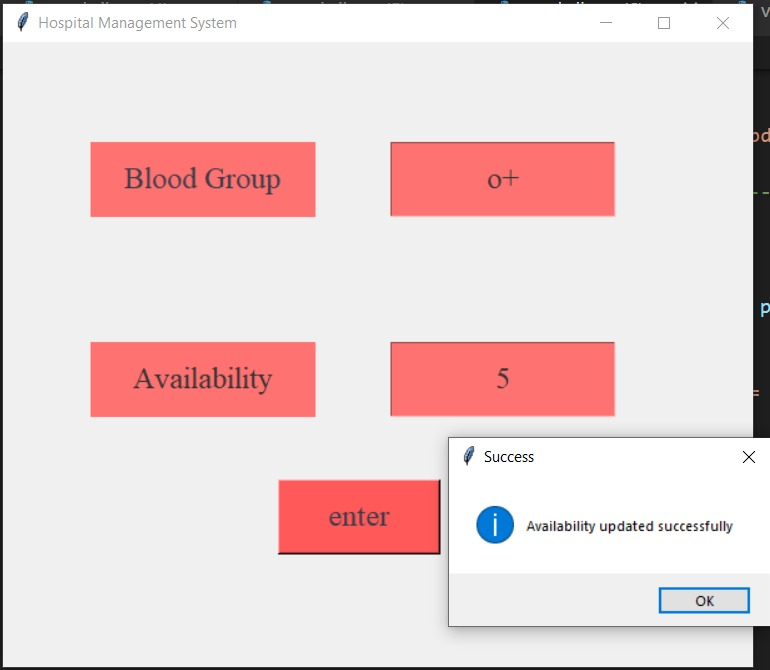 Hospital Management System
Blood Group
o+
Availability
5
enter
Success
Availability updated successfully
OK